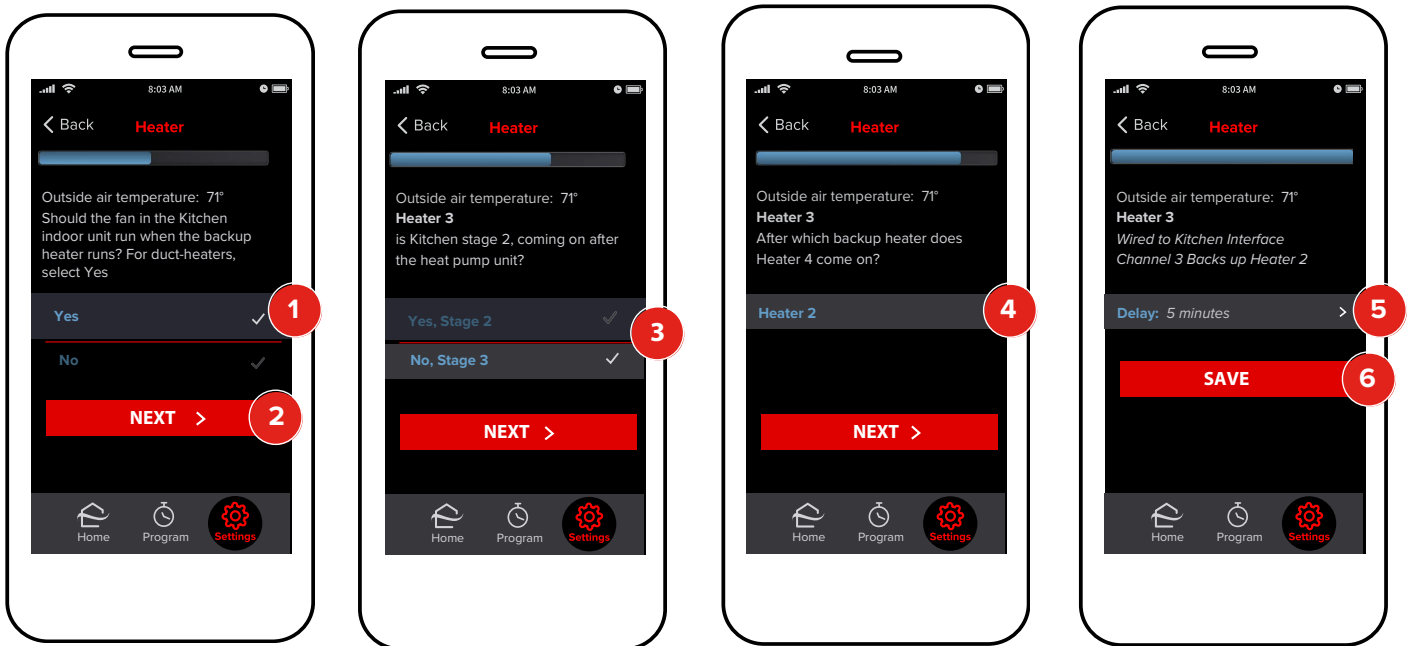 8:03 AM
Back
Heater
Outside air temperature: 71°
Should the fan in the Kitchen
indoor unit run when the backup
heater runs? For duct-heaters,
select Yes
Yes
1
No
NEXT
2
Home
Program
Settings
8:03 AM
Back
Heater
Outside air temperature: 71°
Heater 3
is Kitchen stage 2, coming on after
the heat pump unit?
Yes, Stage 2
3
No, Stage 3
NEXT
Home
Program
Settings
8:03 AM
Back
Heater
Outside air temperature: 71°
Heater 3
After which backup heater does
Heater 4 come on?
Heater 2
4
NEXT
Home
Program
Settings
8:03 AM
Back
Heater
Outside air temperature: 71°
Heater 3
Wired to Kitchen Interface
Channel 3 Backs up Heater 2
Delay: 5 minutes
5
SAVE
6
Home
Program
Settings